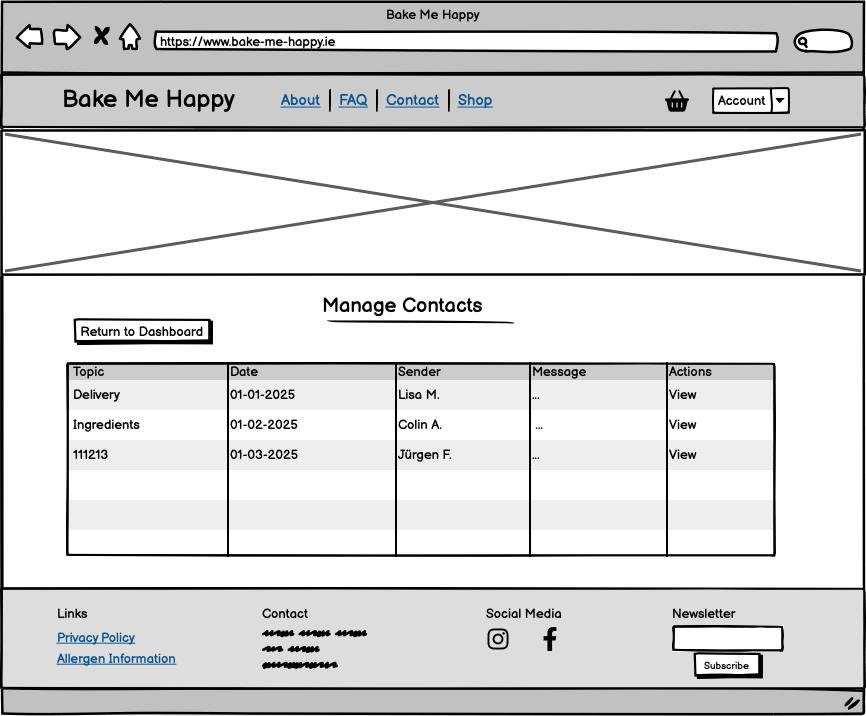 Bake Me Happy
https://www.bake-me-happy.ie
Bake Me Happy About FAQ Contact Shop Account
Manage Contacts
Return to Dashboard
Topic Date Sender Message Actions
Delivery 01-01-2025 Lisa M. ... View
Ingredients 01-02-2025 Colin A. ... View
111213 01-03-2025 Jürgen F. ... View
Links Contact Social Media Newsletter
Privacy Policy
Allergen Information
Subscribe